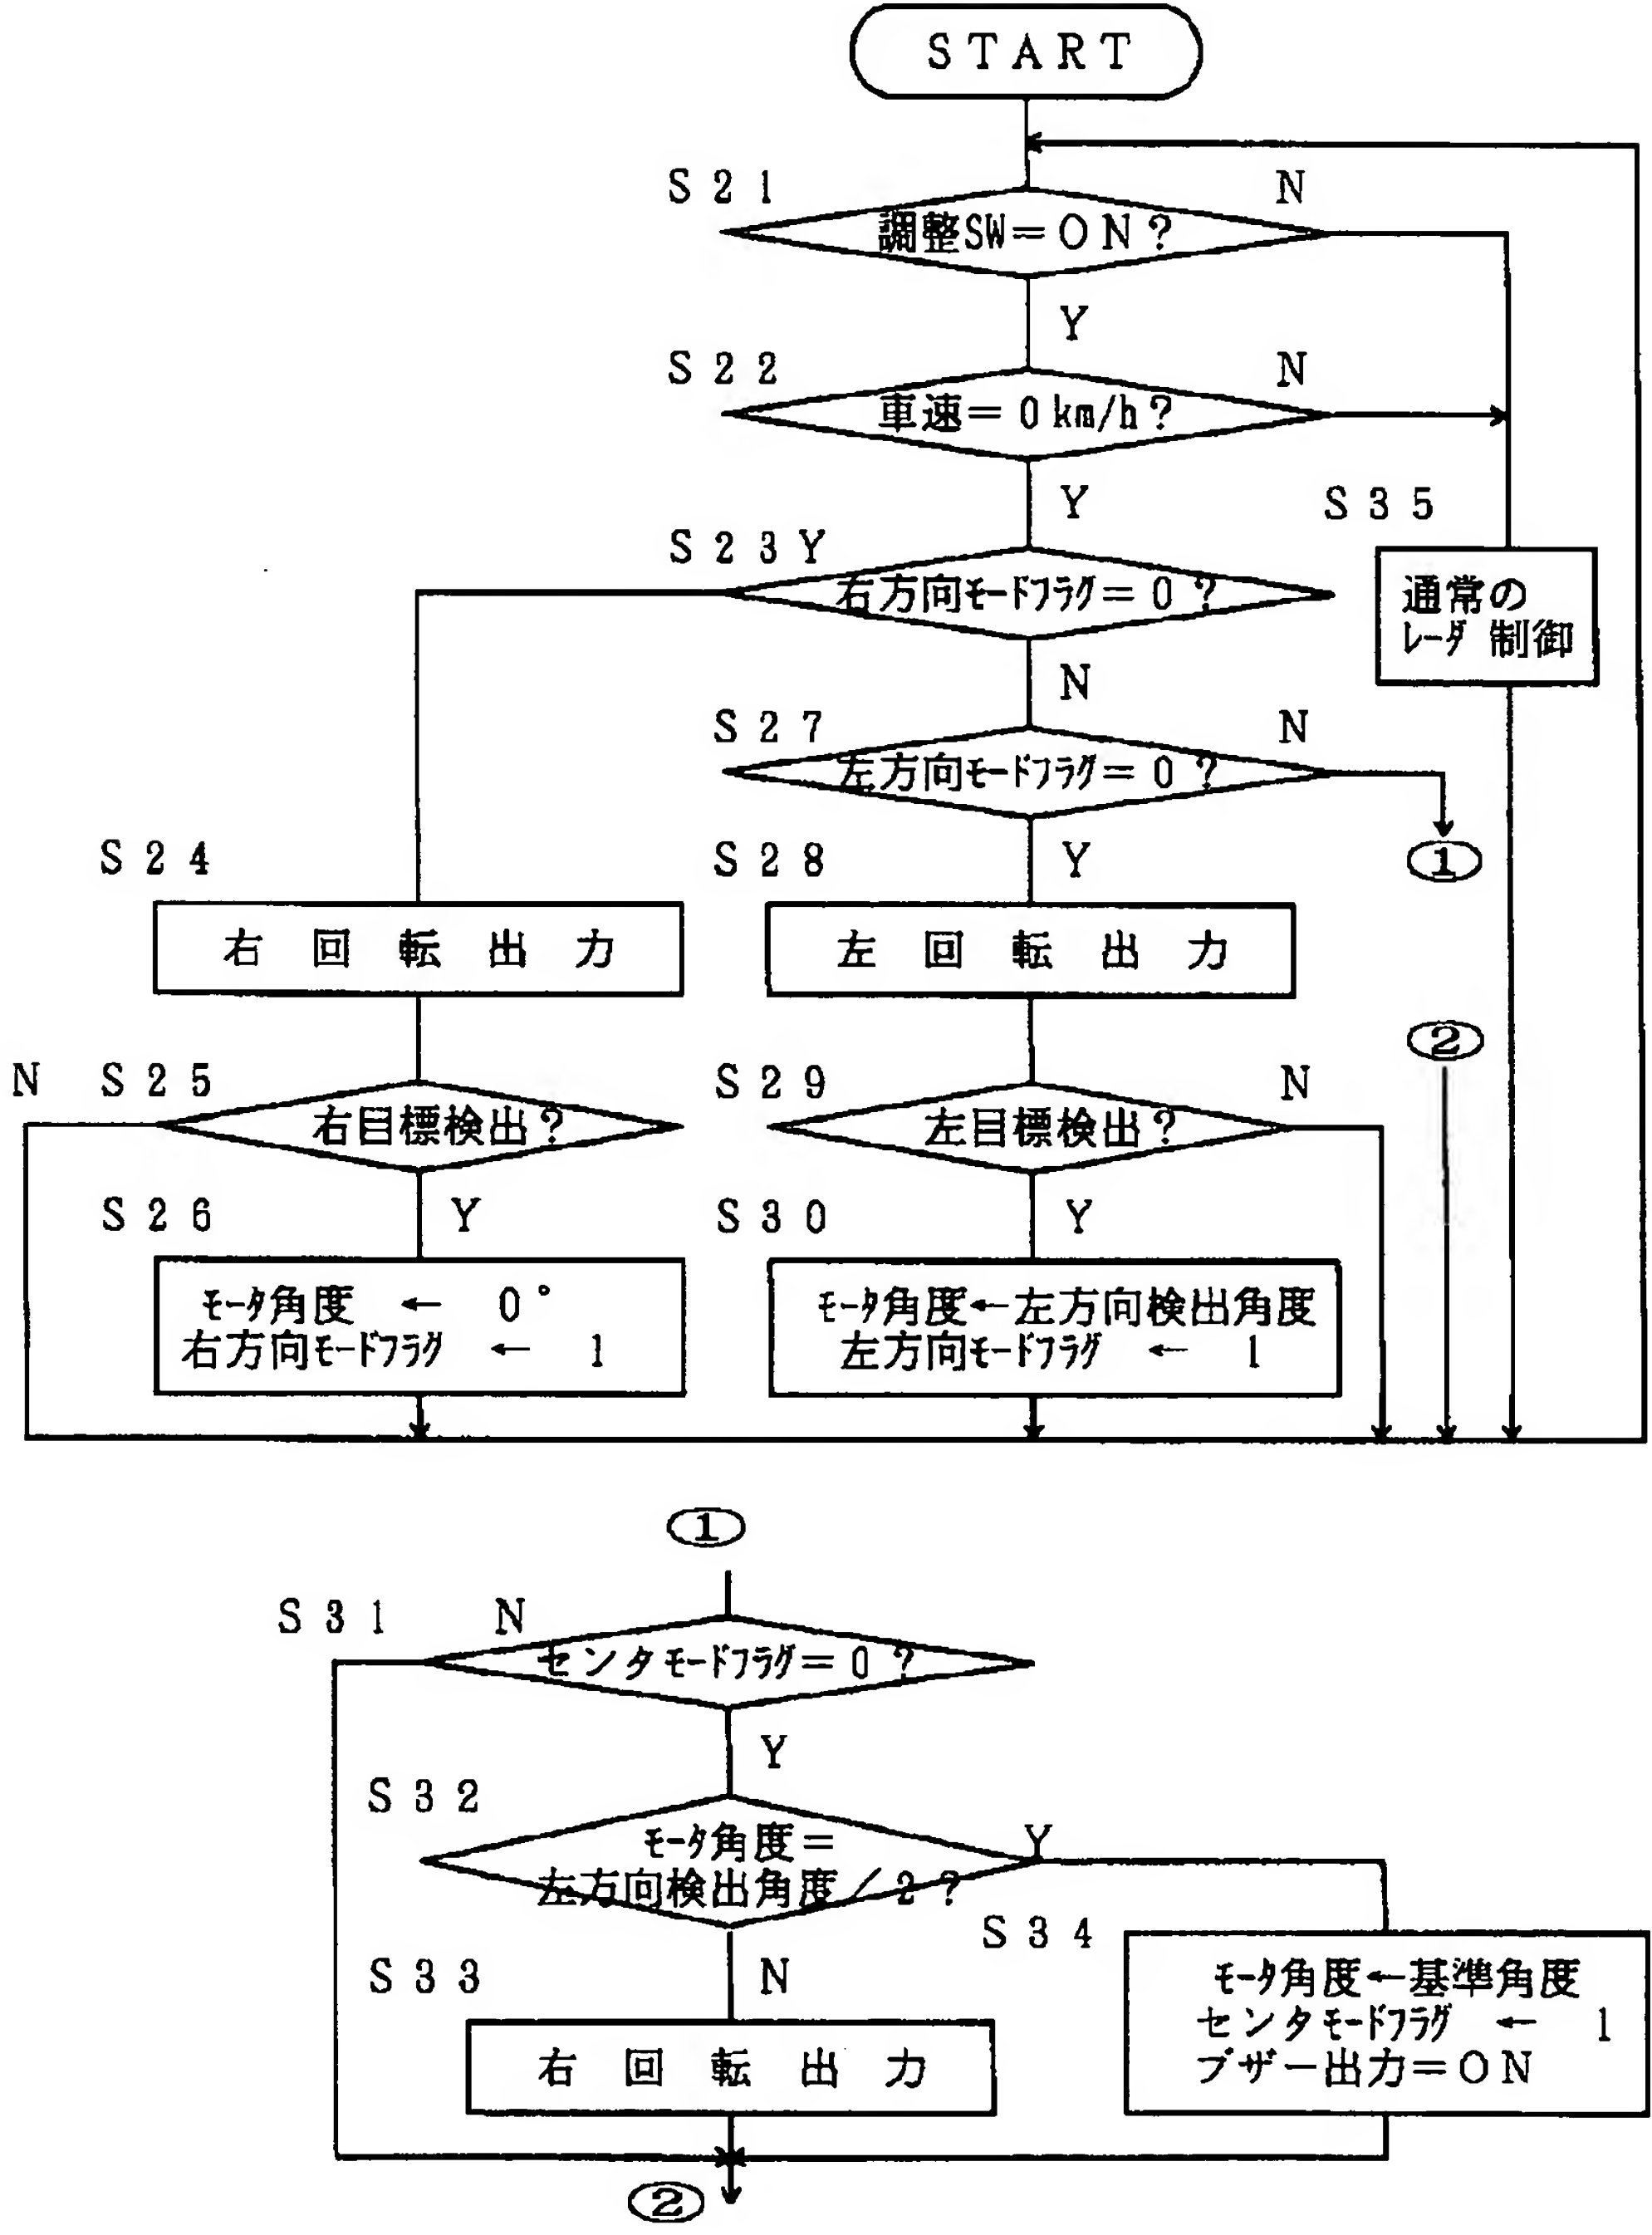 START
S21
N
調整SW=ON?
Y
S22
N
車速=0km/h?
Y
S35
S23 Y
右方向ﾓｰﾄﾞﾌﾗｸﾞ=0?
通常の
ﾚｰﾀﾞ制御
N
S27
N
左方向ﾓｰﾄﾞﾌﾗｸﾞ=0?
①
S24
S28
Y
右回転出力
左回転出力
②
N
S25
S29
N
右目標検出?
左目標検出?
S26
Y
S30
Y
ﾓｰﾀ角度 ← 0°
右方向ﾓｰﾄﾞﾌﾗｸﾞ ← 1
ﾓｰﾀ角度←左方向検出角度
左方向ﾓｰﾄﾞﾌﾗｸﾞ ← 1
①
S31
N
センタﾓｰﾄﾞﾌﾗｸﾞ=0?
Y
S32
ﾓｰﾀ角度=
左方向検出角度/2?
Y
S34
S33
N
ﾓｰﾀ角度←基準角度
センタﾓｰﾄﾞﾌﾗｸﾞ ← 1
ブザー出力=ON
右回転出力
②